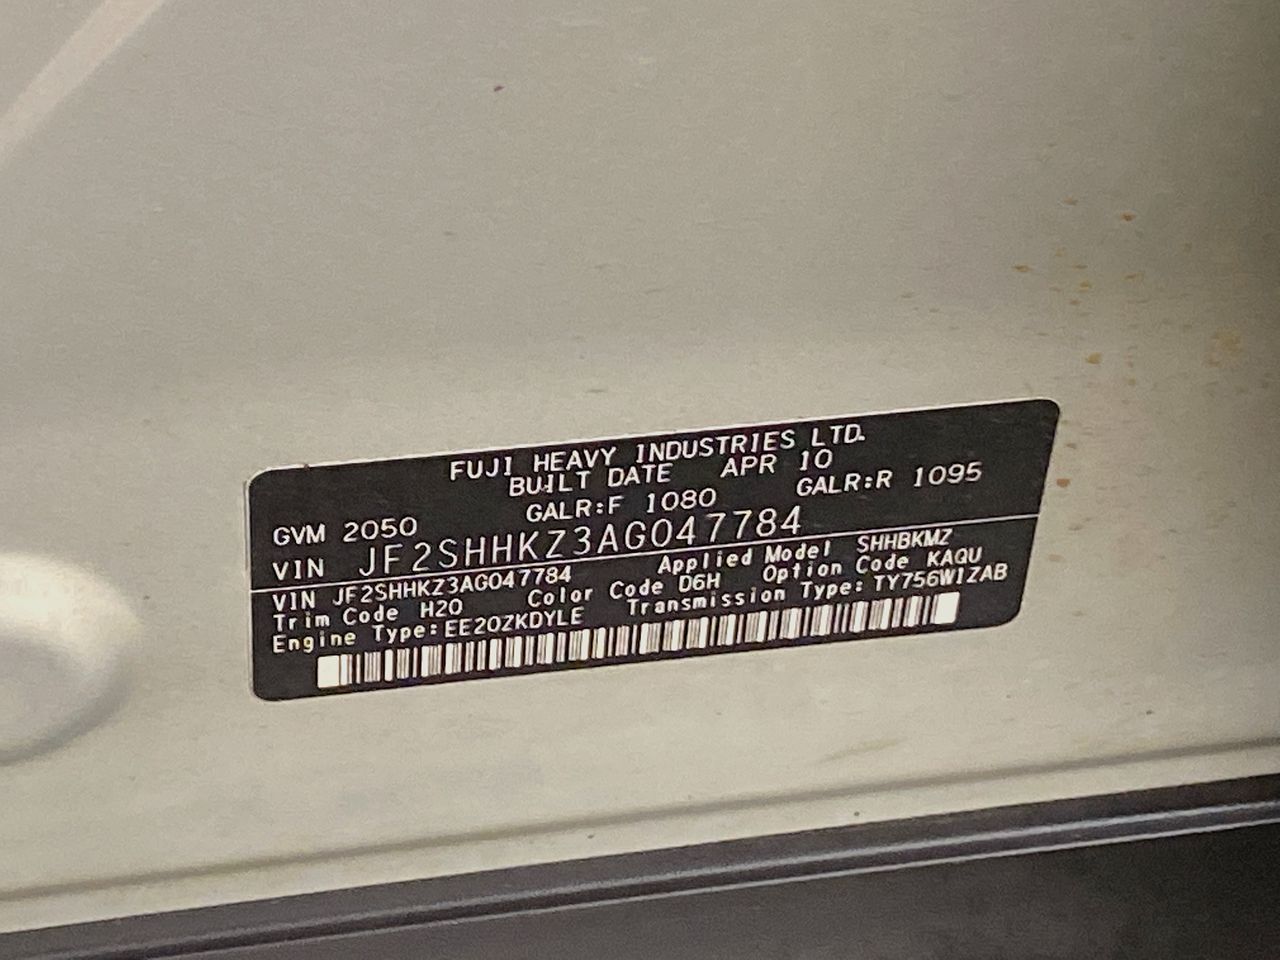 FUJI HEAVY INDUSTRIES LTD.
BUILT DATE APR 10
GVM 2050 GALR:F 1080 GALR:R 1095
VIN JF2SHHKZ3AG047784
VIN JF2SHHKZ3AG047784 Applied Model SHHBKMZ
Trim Code H20 Color Code D6H Option Code KAQU
Engine Type:EE20ZKDYLE Transmission Type:TY756W1ZAB